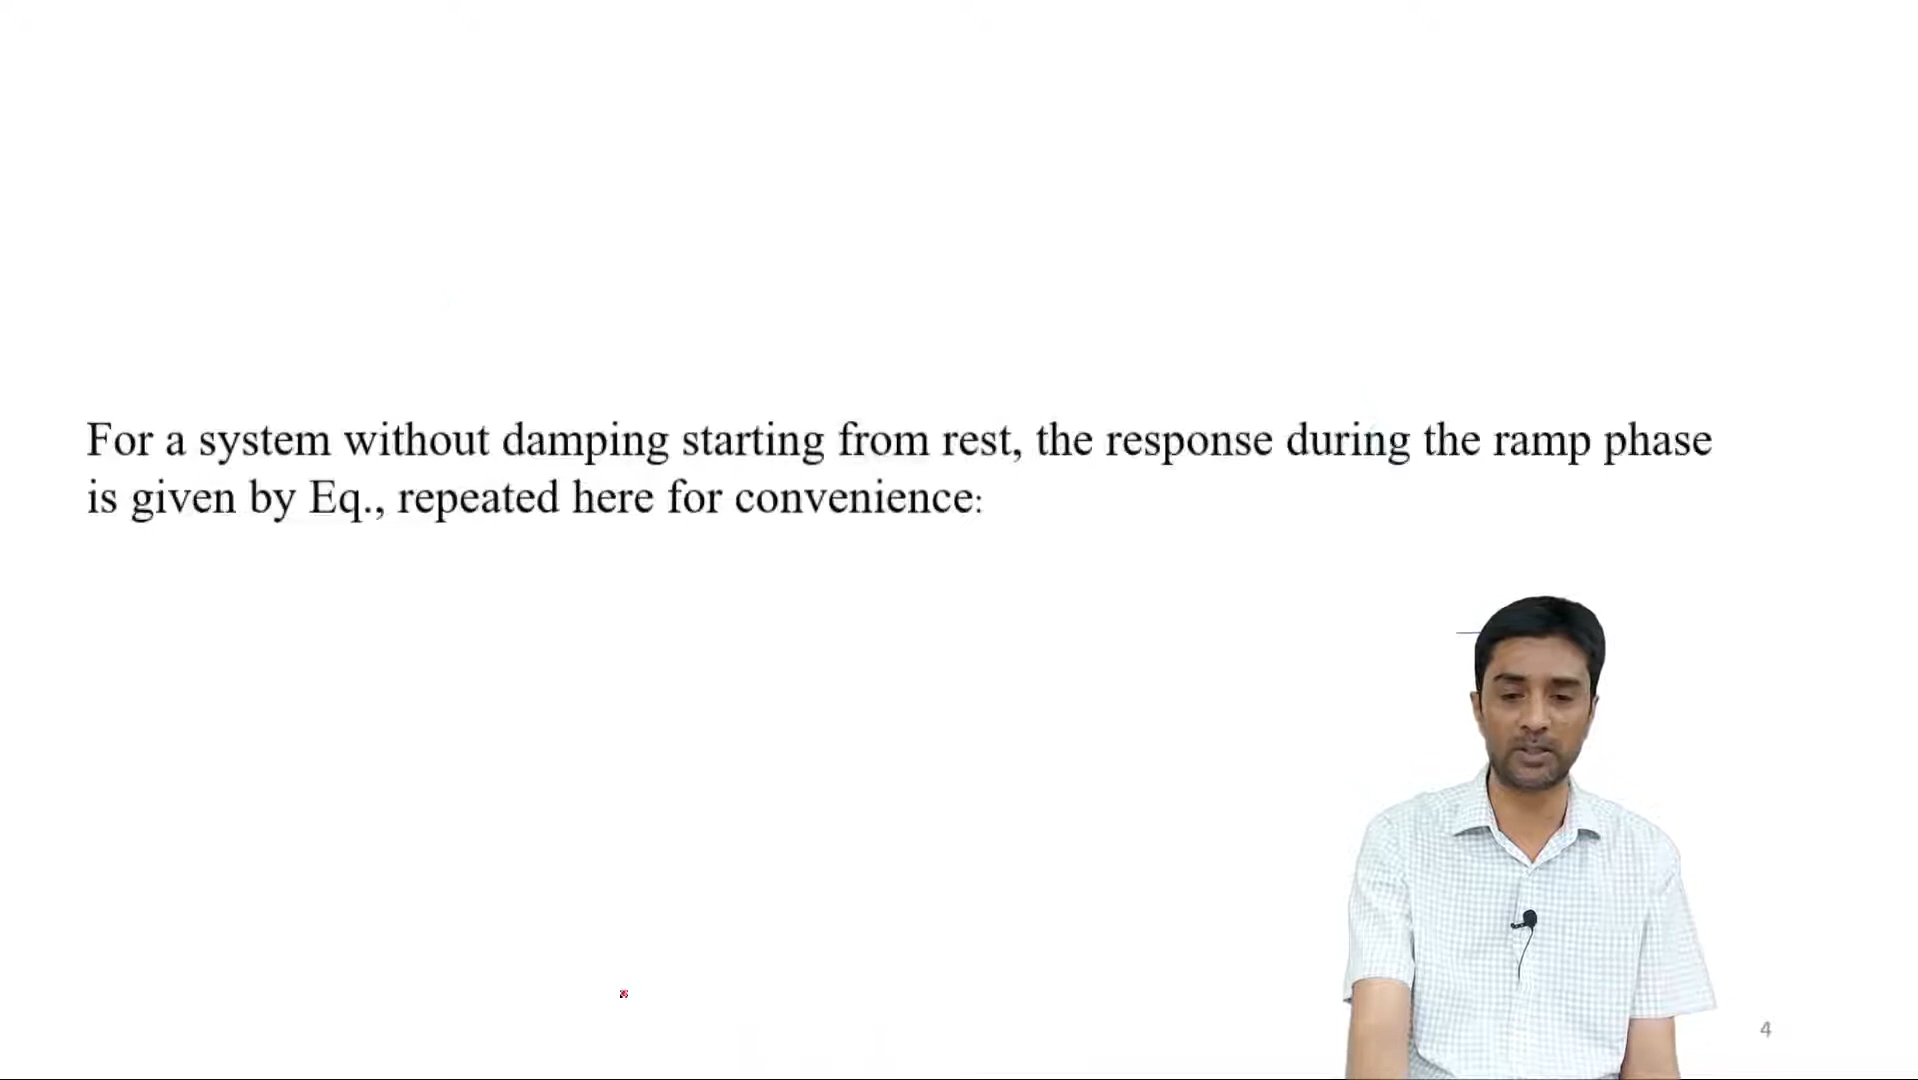 For a system without damping starting from rest, the response during the ramp phase
is given by Eq., repeated here for convenience:
4